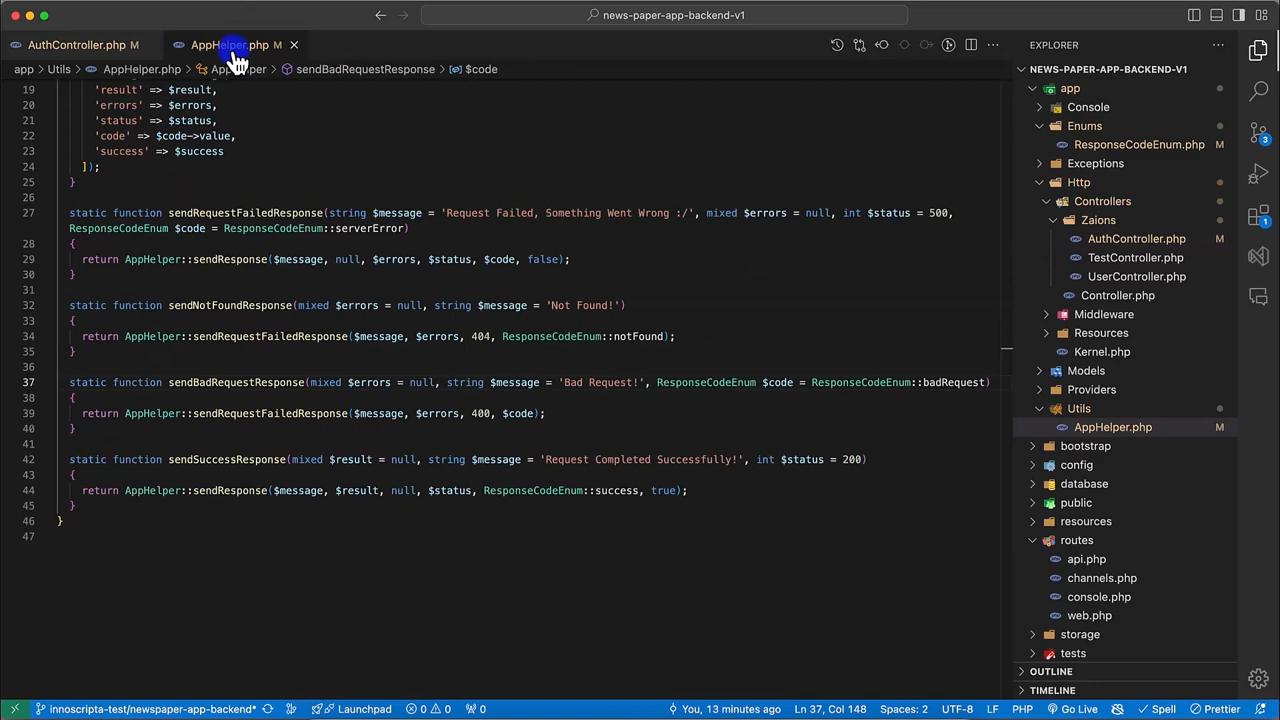 news-paper-app-backend-v1
AuthController.php M
AppHelper.php M
app > Utils > AppHelper.php > AppHelper > sendBadRequestResponse > $code
19 'result' => $result,
20 'errors' => $errors,
21 'status' => $status,
22 'code' => $code->value,
23 'success' => $success
24 ]);
25 }
26
27 static function sendRequestFailedResponse(string $message = 'Request Failed, Something Went Wrong :/', mixed $errors = null, int $status = 500,
ResponseCodeEnum $code = ResponseCodeEnum::serverError)
28 {
29 return AppHelper::sendResponse($message, null, $errors, $status, $code, false);
30 }
31
32 static function sendNotFoundResponse(mixed $errors = null, string $message = 'Not Found!')
33 {
34 return AppHelper::sendRequestFailedResponse($message, $errors, 404, ResponseCodeEnum::notFound);
35 }
36
37 static function sendBadRequestResponse(mixed $errors = null, string $message = 'Bad Request!', ResponseCodeEnum $code = ResponseCodeEnum::badRequest)
38 {
39 return AppHelper::sendRequestFailedResponse($message, $errors, 400, $code);
40 }
41
42 static function sendSuccessResponse(mixed $result = null, string $message = 'Request Completed Successfully!', int $status = 200)
43 {
44 return AppHelper::sendResponse($message, $result, null, $status, ResponseCodeEnum::success, true);
45 }
46 }
47
EXPLORER
NEWS-PAPER-APP-BACKEND-V1
app
Console
Enums
ResponseCodeEnum.php M
Exceptions
Http
Controllers
Zaions
AuthController.php M
TestController.php
UserController.php
Controller.php
Middleware
Resources
Kernel.php
Models
Providers
Utils
AppHelper.php M
bootstrap
config
database
public
resources
routes
api.php
channels.php
console.php
web.php
storage
tests
OUTLINE
TIMELINE
3
1
innoscripta-test/newspaper-app-backend* Launchpad 0 0 0 You, 13 minutes ago Ln 37, Col 148 Spaces: 2 UTF-8 LF PHP Go Live Spell Prettier